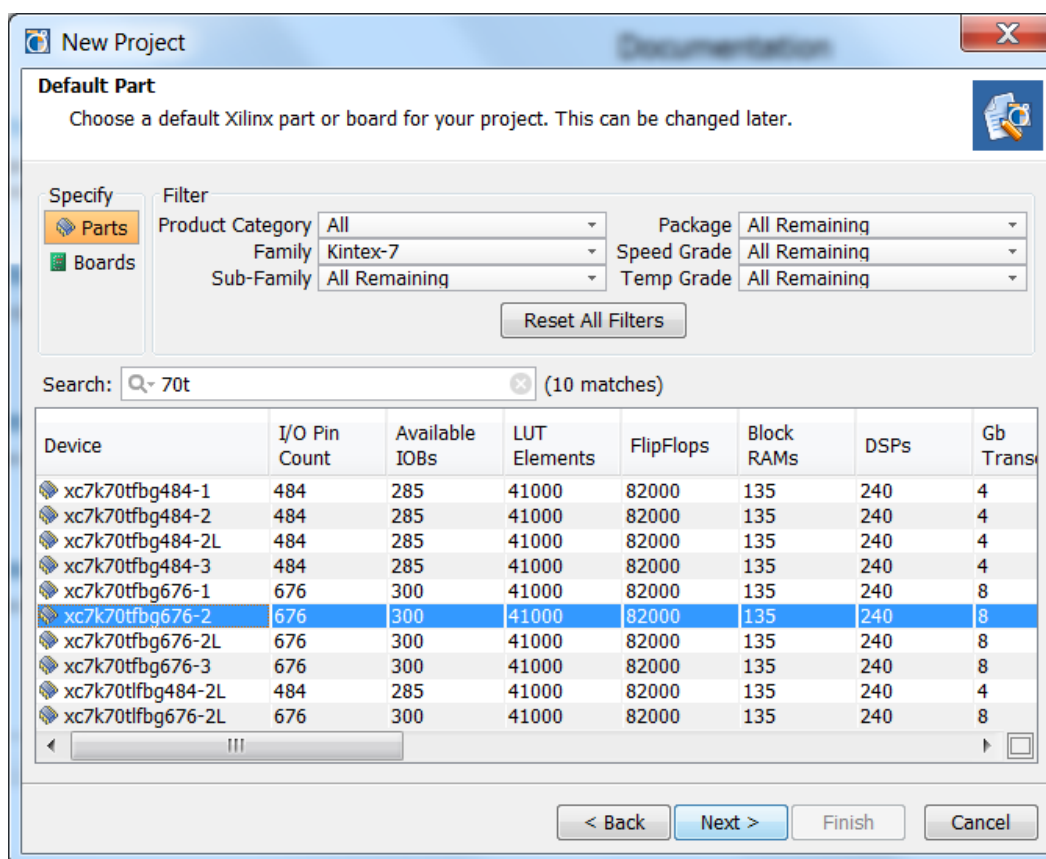 New Project
Documentation
X
Default Part
Choose a default Xilinx part or board for your project. This can be changed later.
Specify
Filter
Parts
Boards
Product Category All
Package All Remaining
Family Kintex-7
Speed Grade All Remaining
Sub-Family All Remaining
Temp Grade All Remaining
Reset All Filters
Search: 70t (10 matches)
Device I/O Pin Count Available IOBs LUT Elements FlipFlops Block RAMs DSPs Gb
xc7k70tfbg484-1 484 285 41000 82000 135 240 4
xc7k70tfbg484-2 484 285 41000 82000 135 240 4
xc7k70tfbg484-2L 484 285 41000 82000 135 240 4
xc7k70tfbg484-3 484 285 41000 82000 135 240 4
xc7k70tfbg676-1 676 300 41000 82000 135 240 8
xc7k70tfbg676-2 676 300 41000 82000 135 240 8
xc7k70tfbg676-2L 676 300 41000 82000 135 240 8
xc7k70tfbg676-3 676 300 41000 82000 135 240 8
xc7k70tlfbg484-2L 484 285 41000 82000 135 240 4
xc7k70tlfbg676-2L 676 300 41000 82000 135 240 8
< Back
Next >
Finish
Cancel